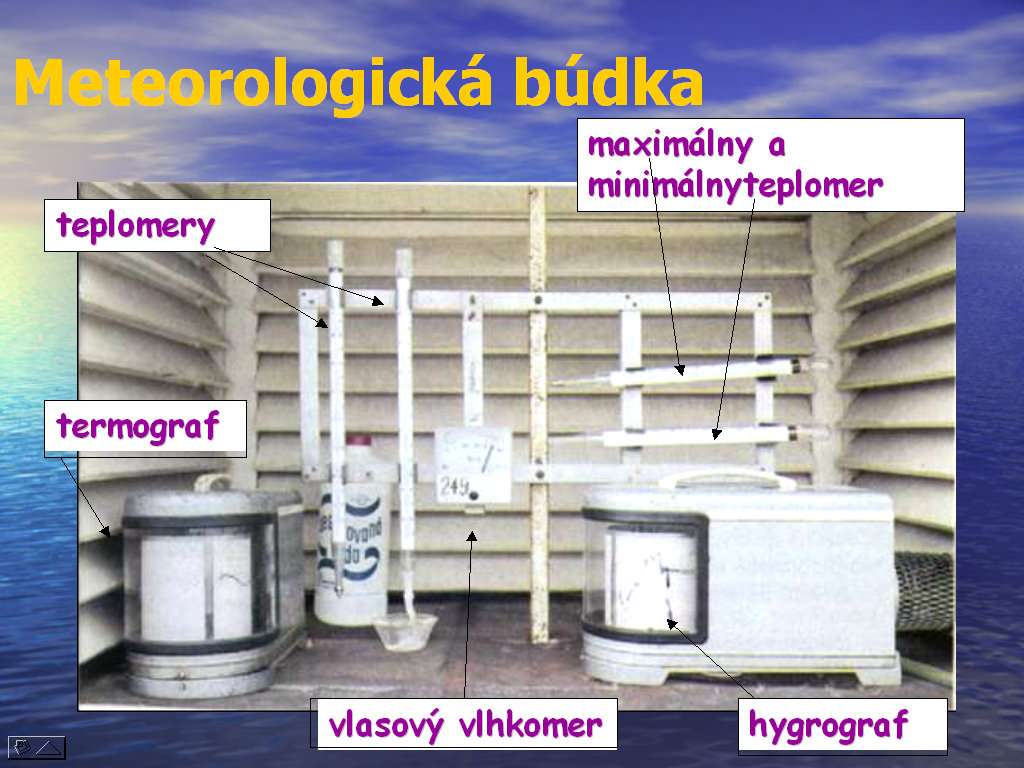 Meteorologická búdka
maximálny a
minimálnyteplomer
teplomery
termograf
249
vlasový vlhkomer
hygrograf